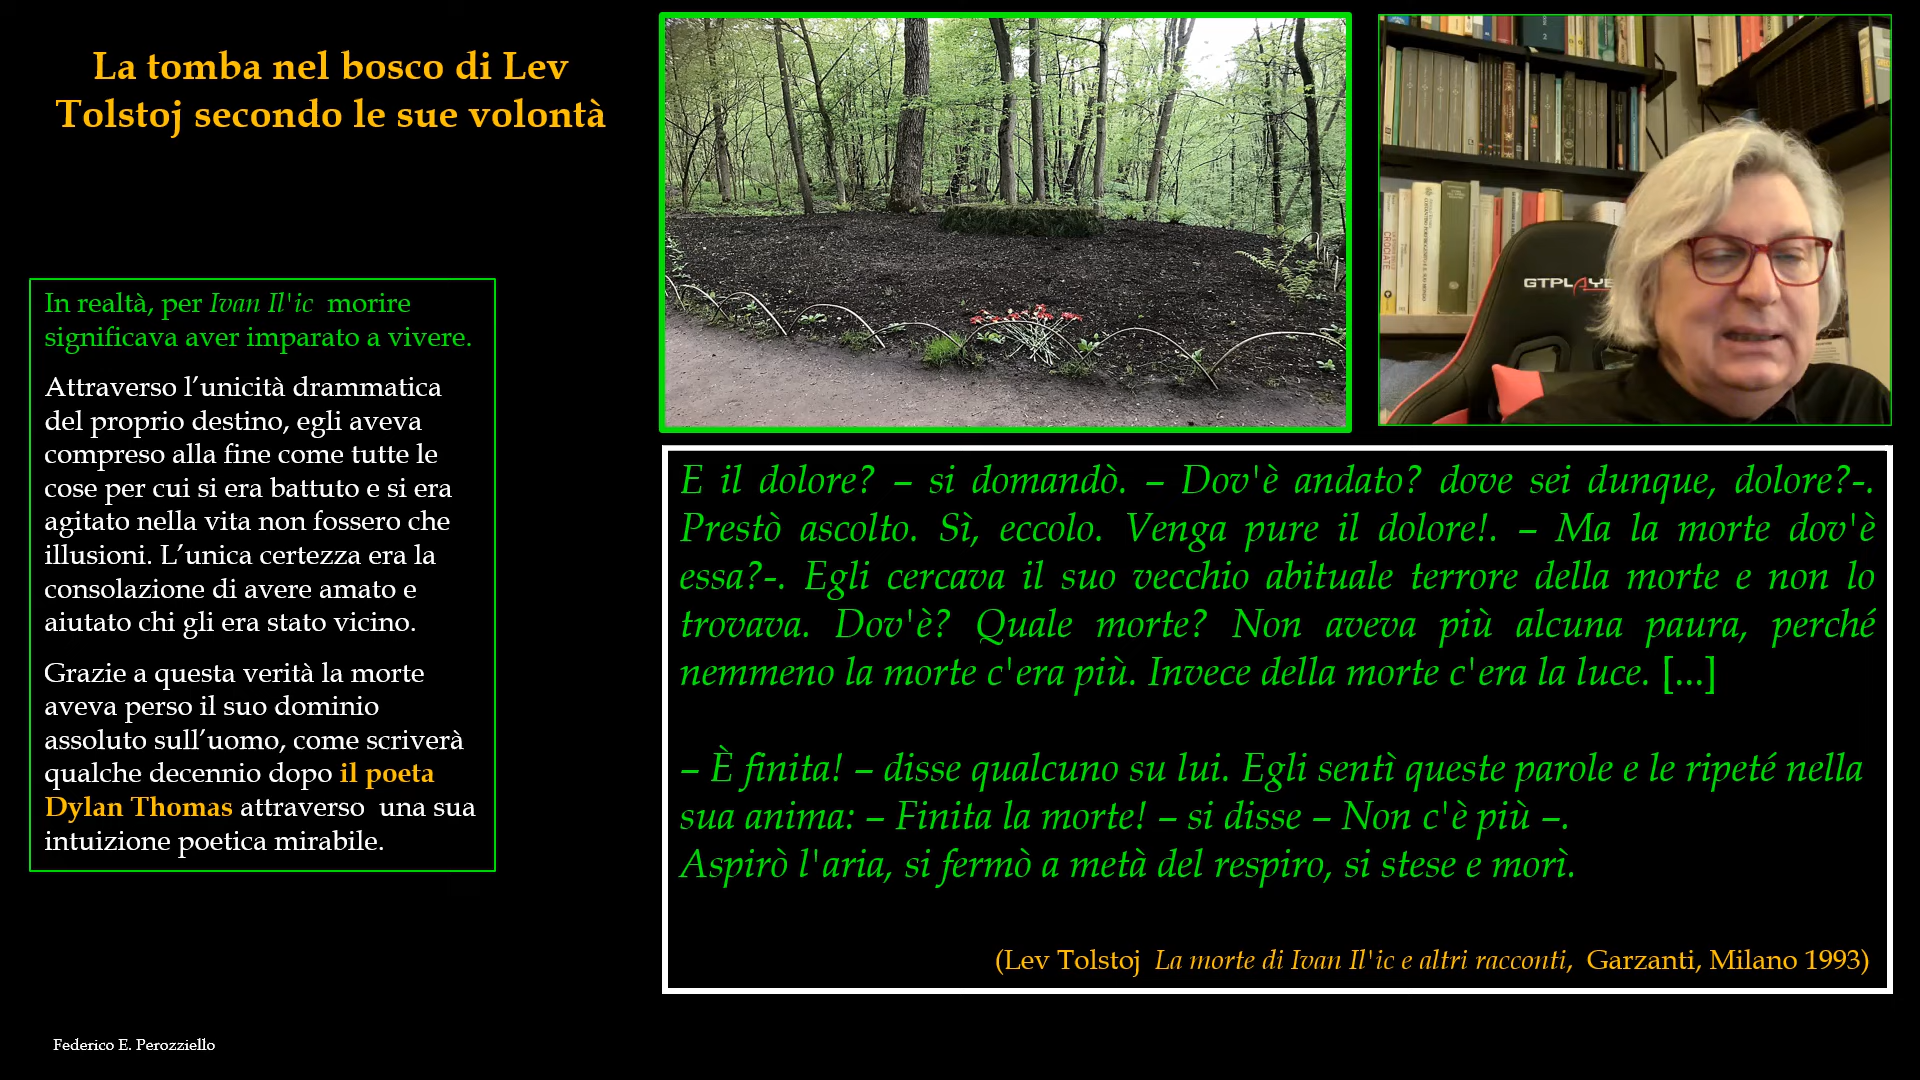 La tomba nel bosco di Lev
Tolstoj secondo le sue volontà
In realtà, per Ivan Il'ic morire
significava aver imparato a vivere.
Attraverso l’unicità drammatica
del proprio destino, egli aveva
compreso alla fine come tutte le
cose per cui si era battuto e si era
agitato nella vita non fossero che
illusioni. L’unica certezza era la
consolazione di avere amato e
aiutato chi gli era stato vicino.
Grazie a questa verità la morte
aveva perso il suo dominio
assoluto sull’uomo, come scriverà
qualche decennio dopo il poeta
Dylan Thomas attraverso una sua
intuizione poetica mirabile.
GTPLAYE
CROCIATE
E il dolore? – si domandò. – Dov'è andato? dove sei dunque, dolore?-.
Prestò ascolto. Sì, eccolo. Venga pure il dolore!. – Ma la morte dov'è
essa?-. Egli cercava il suo vecchio abituale terrore della morte e non lo
trovava. Dov'è? Quale morte? Non aveva più alcuna paura, perché
nemmeno la morte c'era più. Invece della morte c'era la luce. [...]
– È finita! – disse qualcuno su lui. Egli sentì queste parole e le ripeté nella
sua anima: – Finita la morte! – si disse – Non c'è più –.
Aspirò l'aria, si fermò a metà del respiro, si stese e morì.
(Lev Tolstoj La morte di Ivan Il'ic e altri racconti, Garzanti, Milano 1993)
Federico E. Perozziello